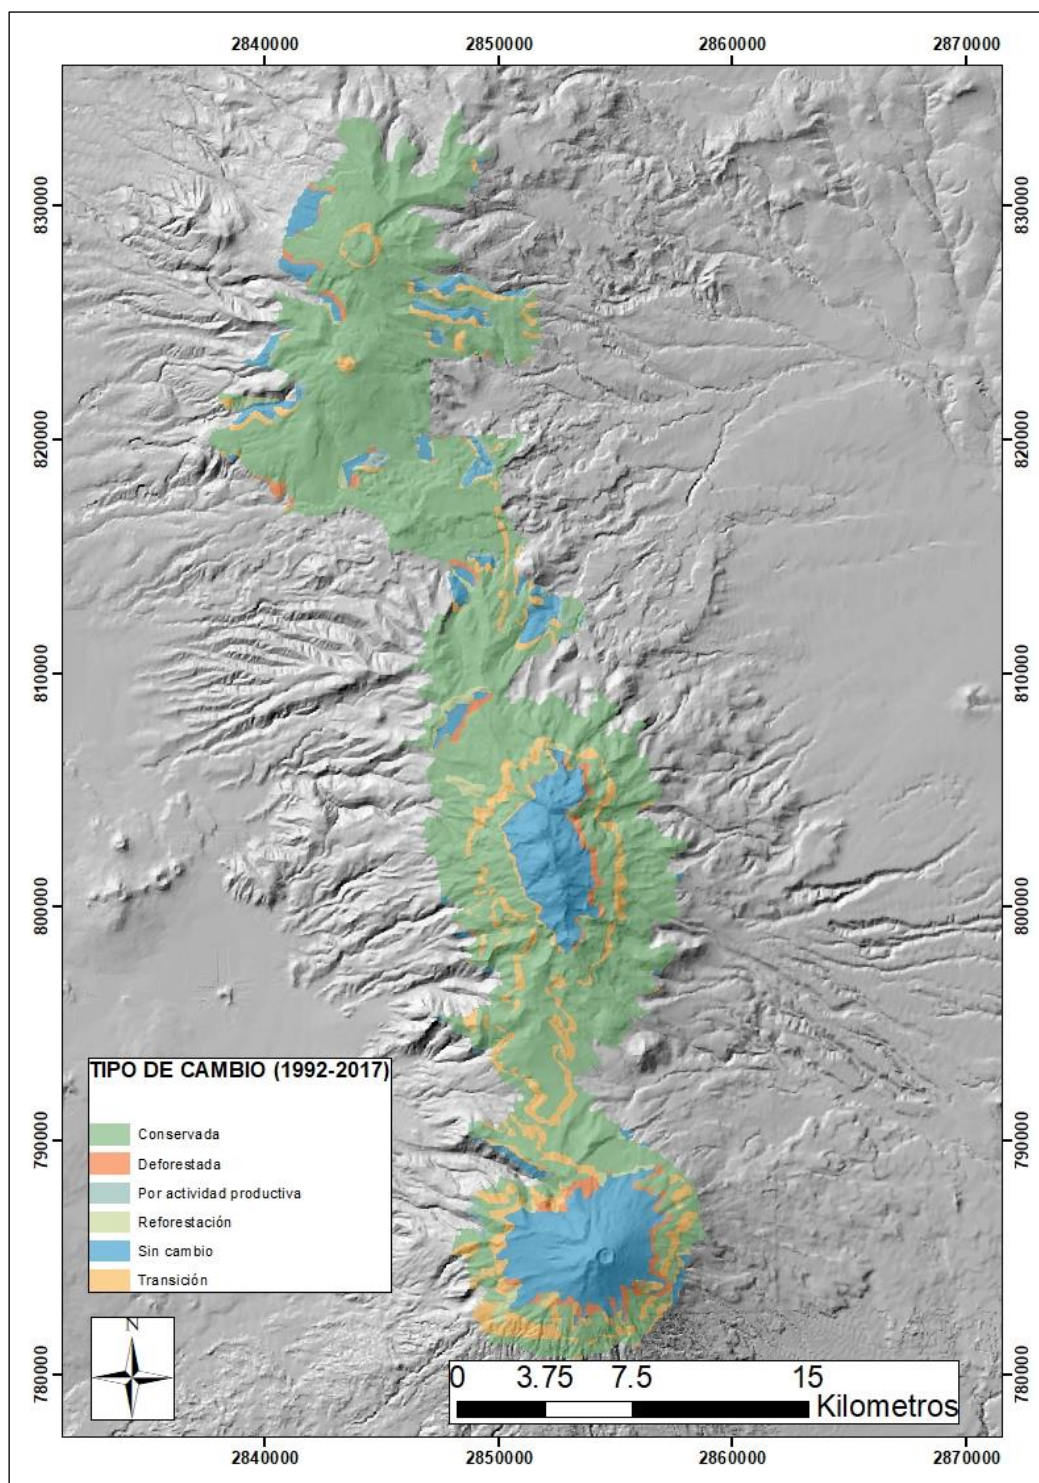 2840000 2850000 2860000 2870000
830000 830000
820000 820000
810000 810000
800000 800000
790000 790000
780000 780000
TIPO DE CAMBIO (1992-2017)
Conservada
Deforestada
Por actividad productiva
Reforestación
Sin cambio
Transición
N
0 3.75 7.5 15
Kilometros
2840000 2850000 2860000 2870000